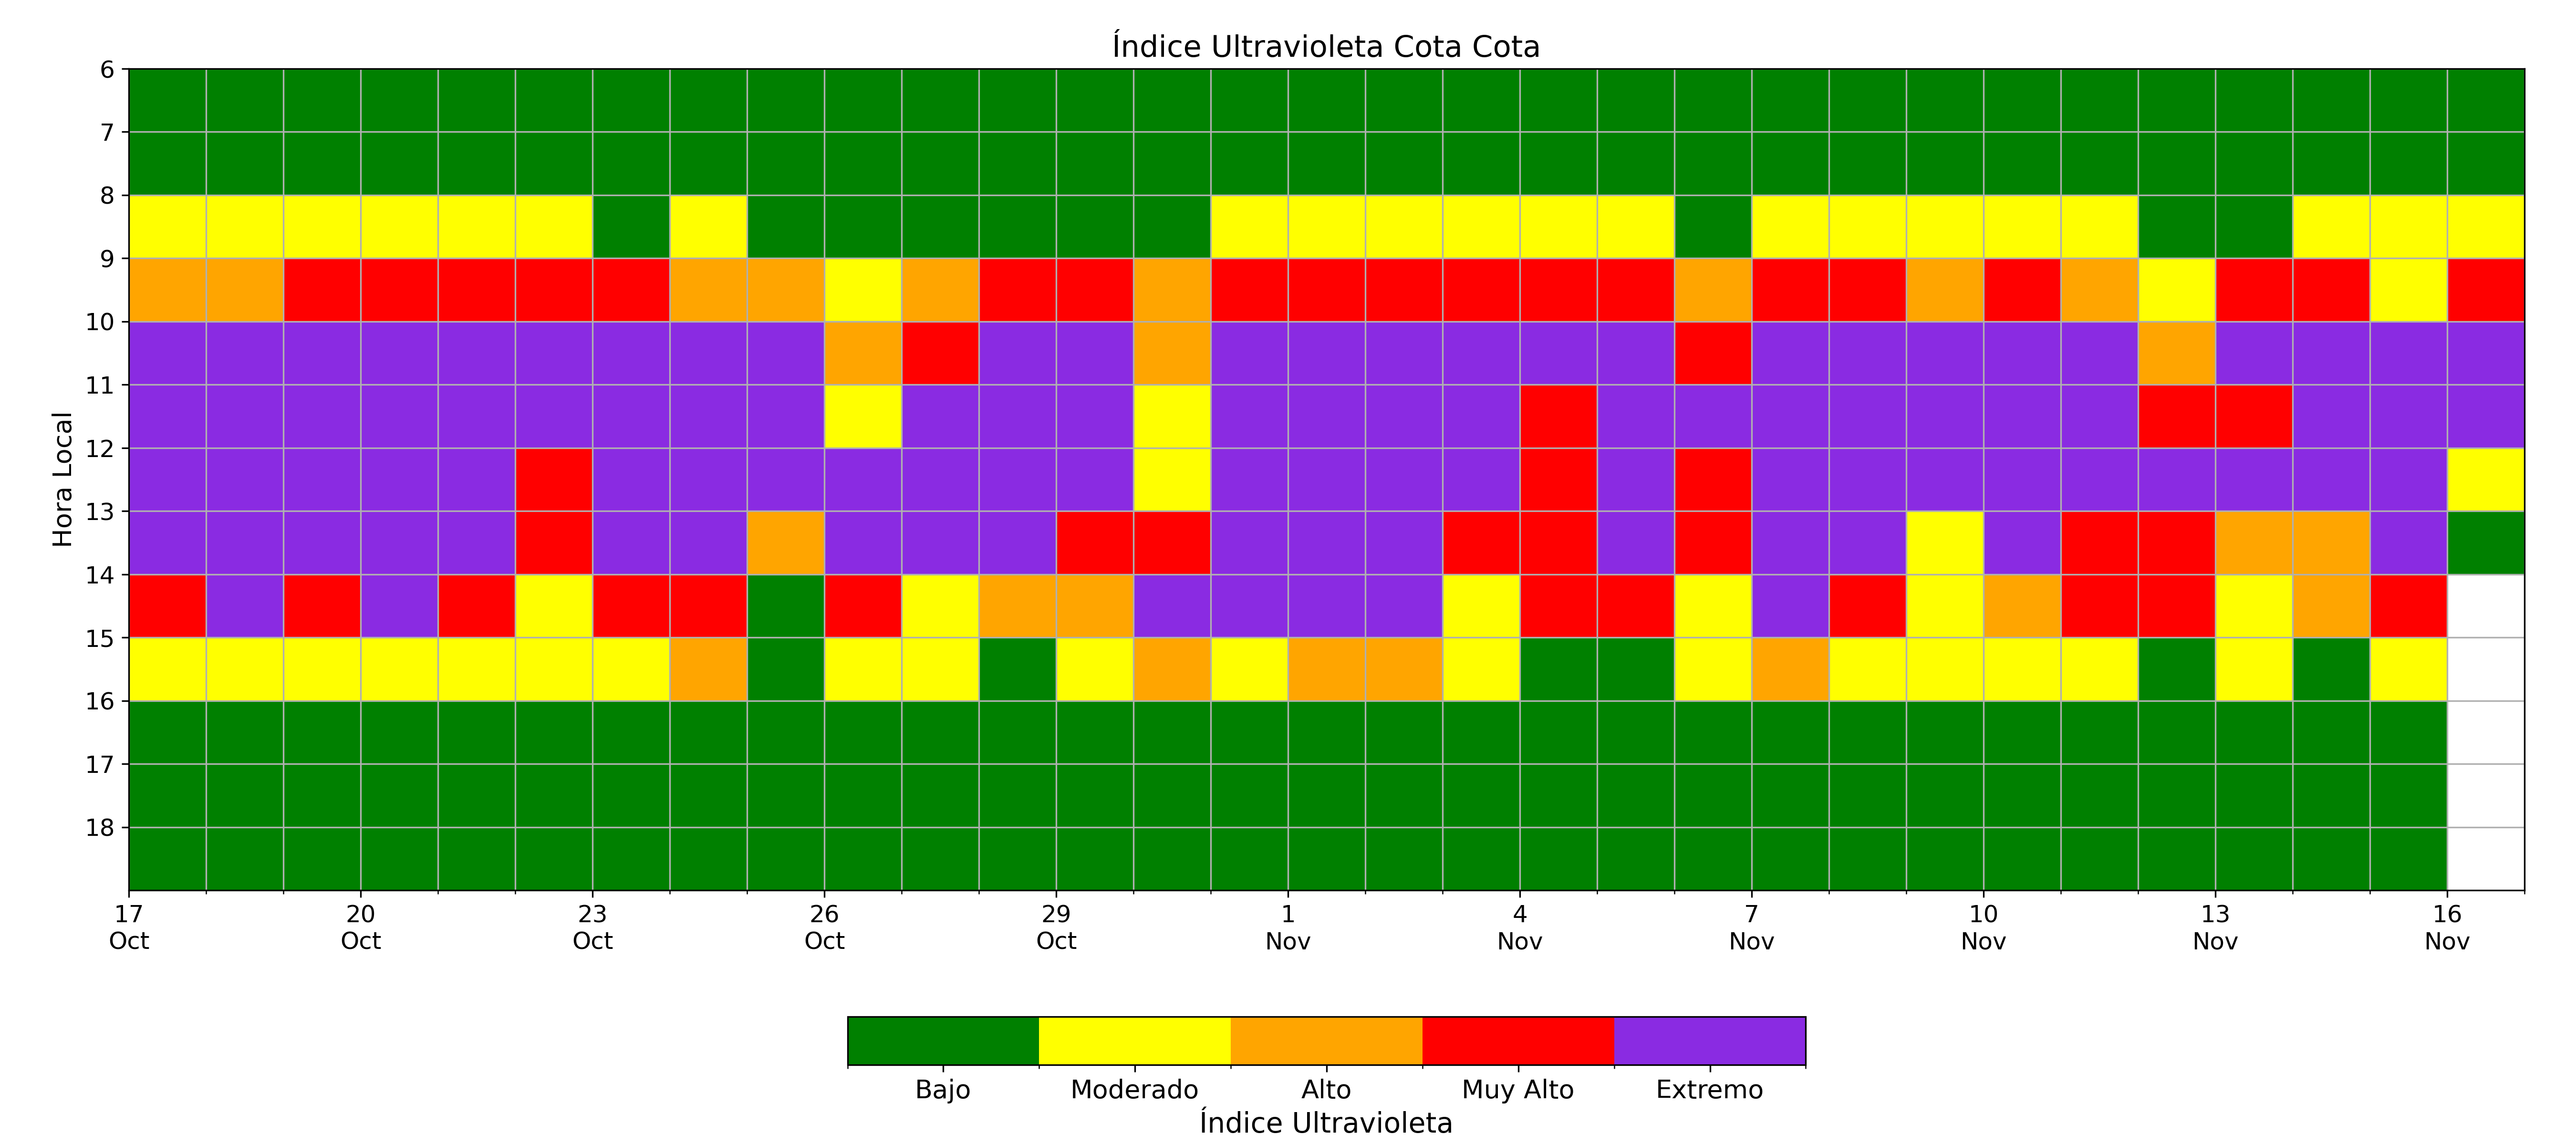 Índice Ultravioleta Cota Cota
Hora Local
6
7
8
9
10
11
12
13
14
15
16
17
18
17 20 23 26 29 1 4 7 10 13 16
Oct Oct Oct Oct Oct Nov Nov Nov Nov Nov Nov
Bajo Moderado Alto Muy Alto Extremo
Índice Ultravioleta